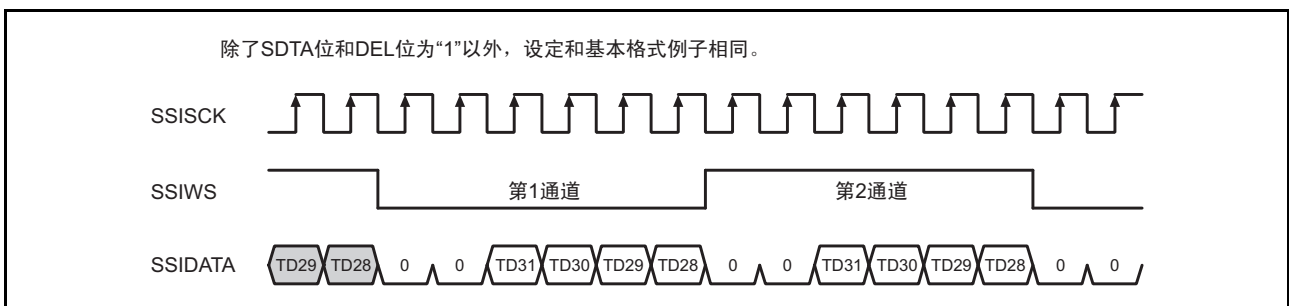 除了SDTA位和DEL位为“1”以外，设定和基本格式例子相同。
SSISCK
SSIWS 第1通道 第2通道
SSIDATA TD29 TD28 0 0 TD31 TD30 TD29 TD28 0 0 TD31 TD30 TD29 TD28 0 0